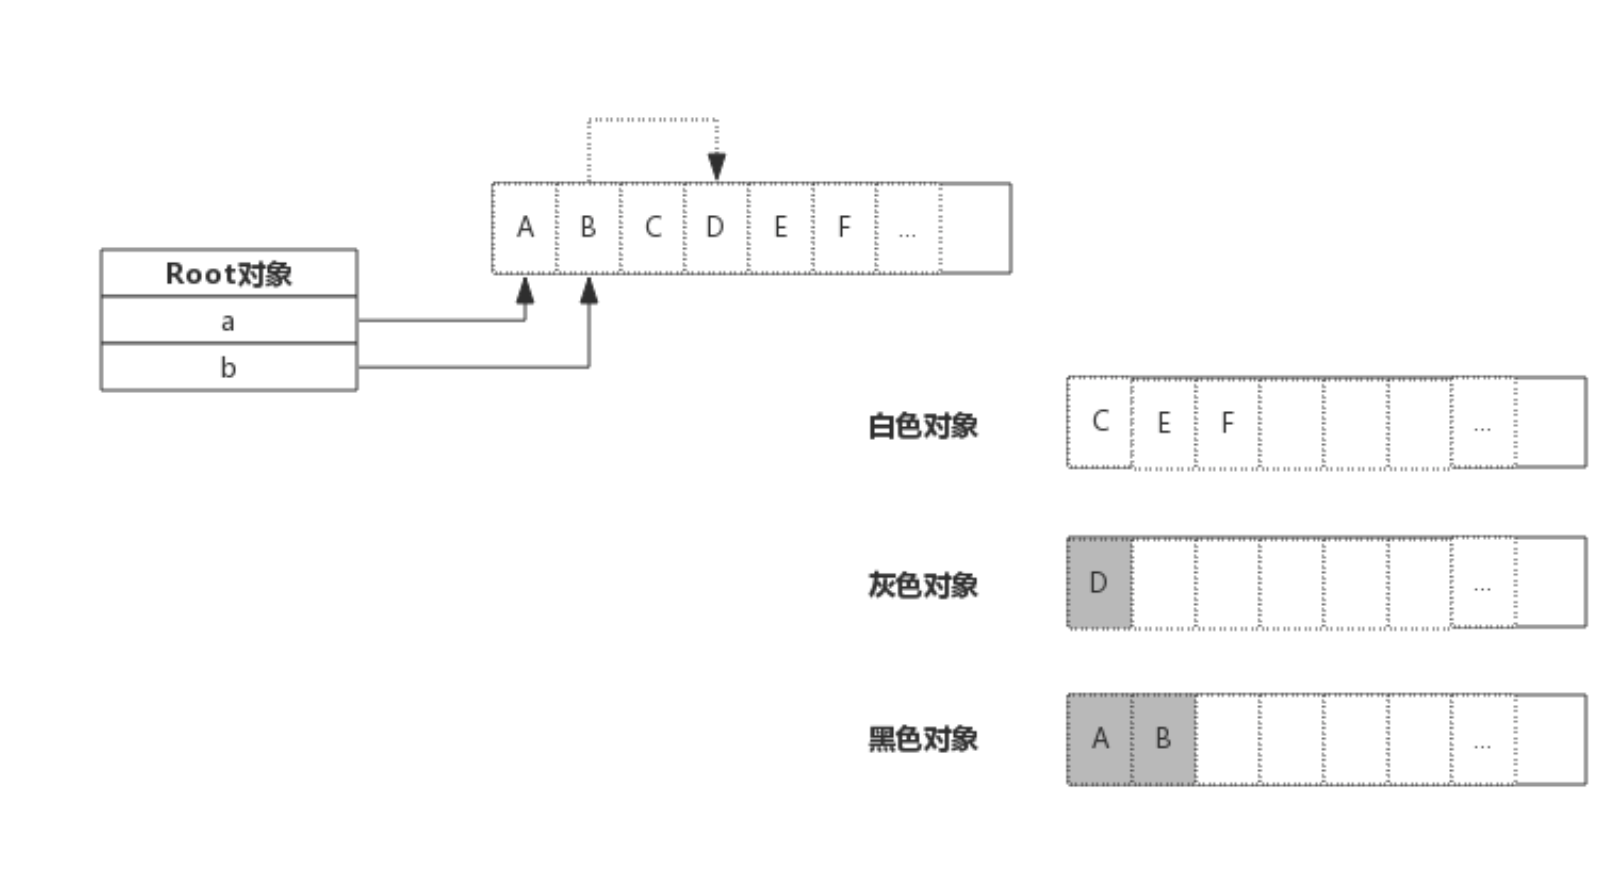 A B C D E F ...
Root对象
a
b
白色对象 C E F ...
灰色对象 D ...
黑色对象 A B ...